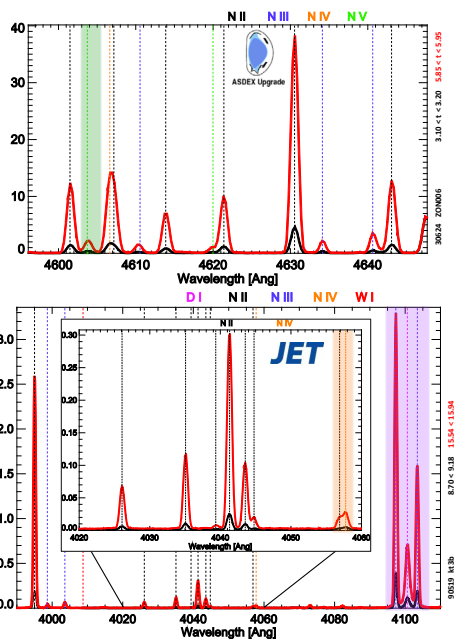 N II N III N IV N V
40
30
20
10
0
ASDEX Upgrade
4600 4610 4620 4630 4640
Wavelength [Ang]
30624 ZON006 3.10 < t < 3.20 5.85 < t < 5.95
D I N II N III N IV W I
3.0
2.5
2.0
1.5
1.0
0.5
0.0
N II N IV
JET
0.30
0.25
0.20
0.15
0.10
0.05
0.00
4020 4030 4040 4050 4060 4080
Wavelength [Ang]
4000 4020 4040 4060 4080 4100
Wavelength [Ang]
90519 kt3b 8.70 < 9.18 15.54 < 15.94